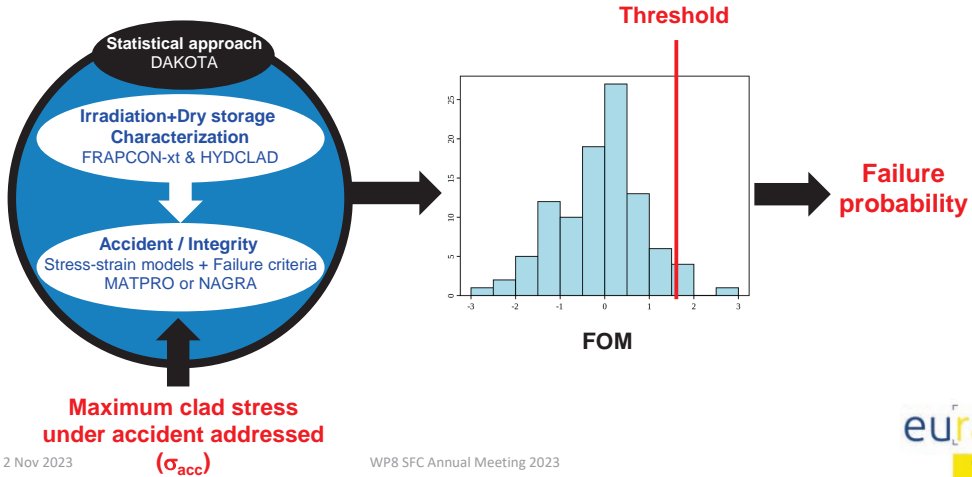 Threshold
Statistical approach
DAKOTA
Irradiation+Dry storage
Characterization
FRAPCON-xt & HYDCLAD
Accident / Integrity
Stress-strain models + Failure criteria
MATPRO or NAGRA
0 5 10 15 20 25
-3 -2 -1 0 1 2 3
FOM
Failure
probability
Maximum clad stress
under accident addressed
(σacc)
2 Nov 2023
WP8 SFC Annual Meeting 2023